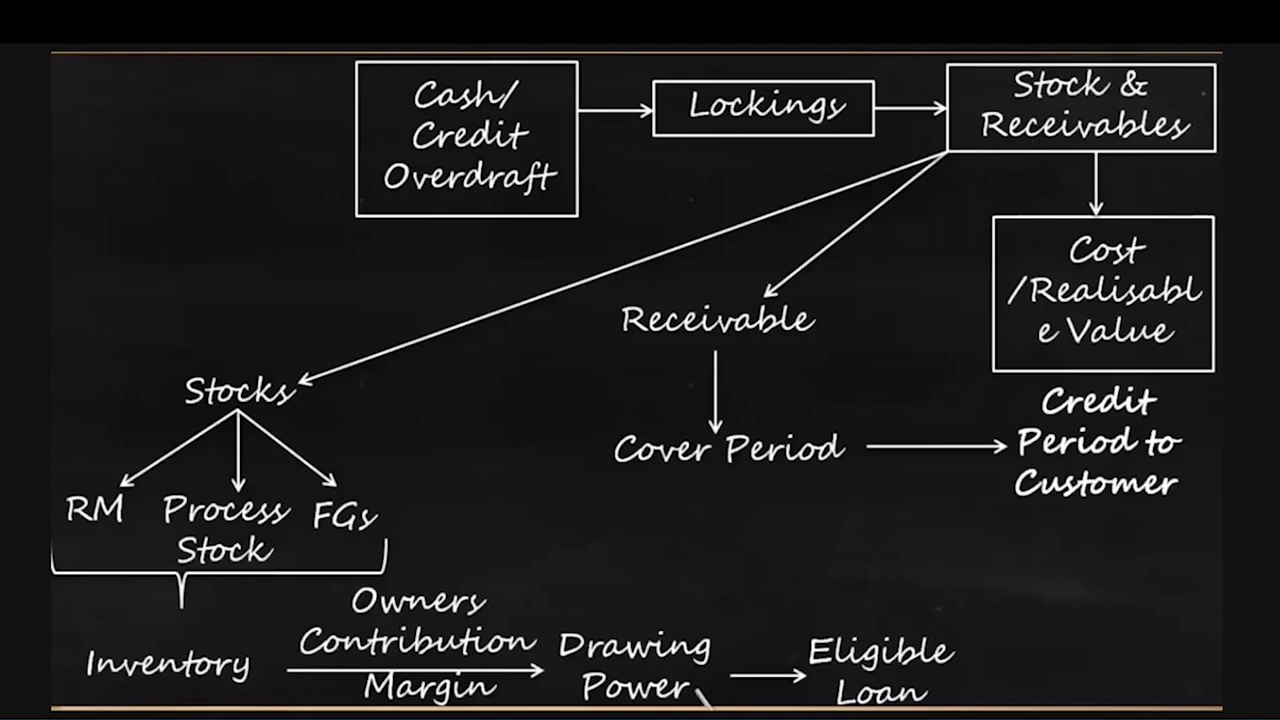 Cash/
Credit
Overdraft
Lockings
Stock &
Receivables
Cost
/Realisabl
e Value
Receivable
Stocks
Cover Period
Credit
Period to
Customer
RM
Process
Stock
FGs
Inventory
Owners
Contribution
Margin
Drawing
Power
Eligible
Loan